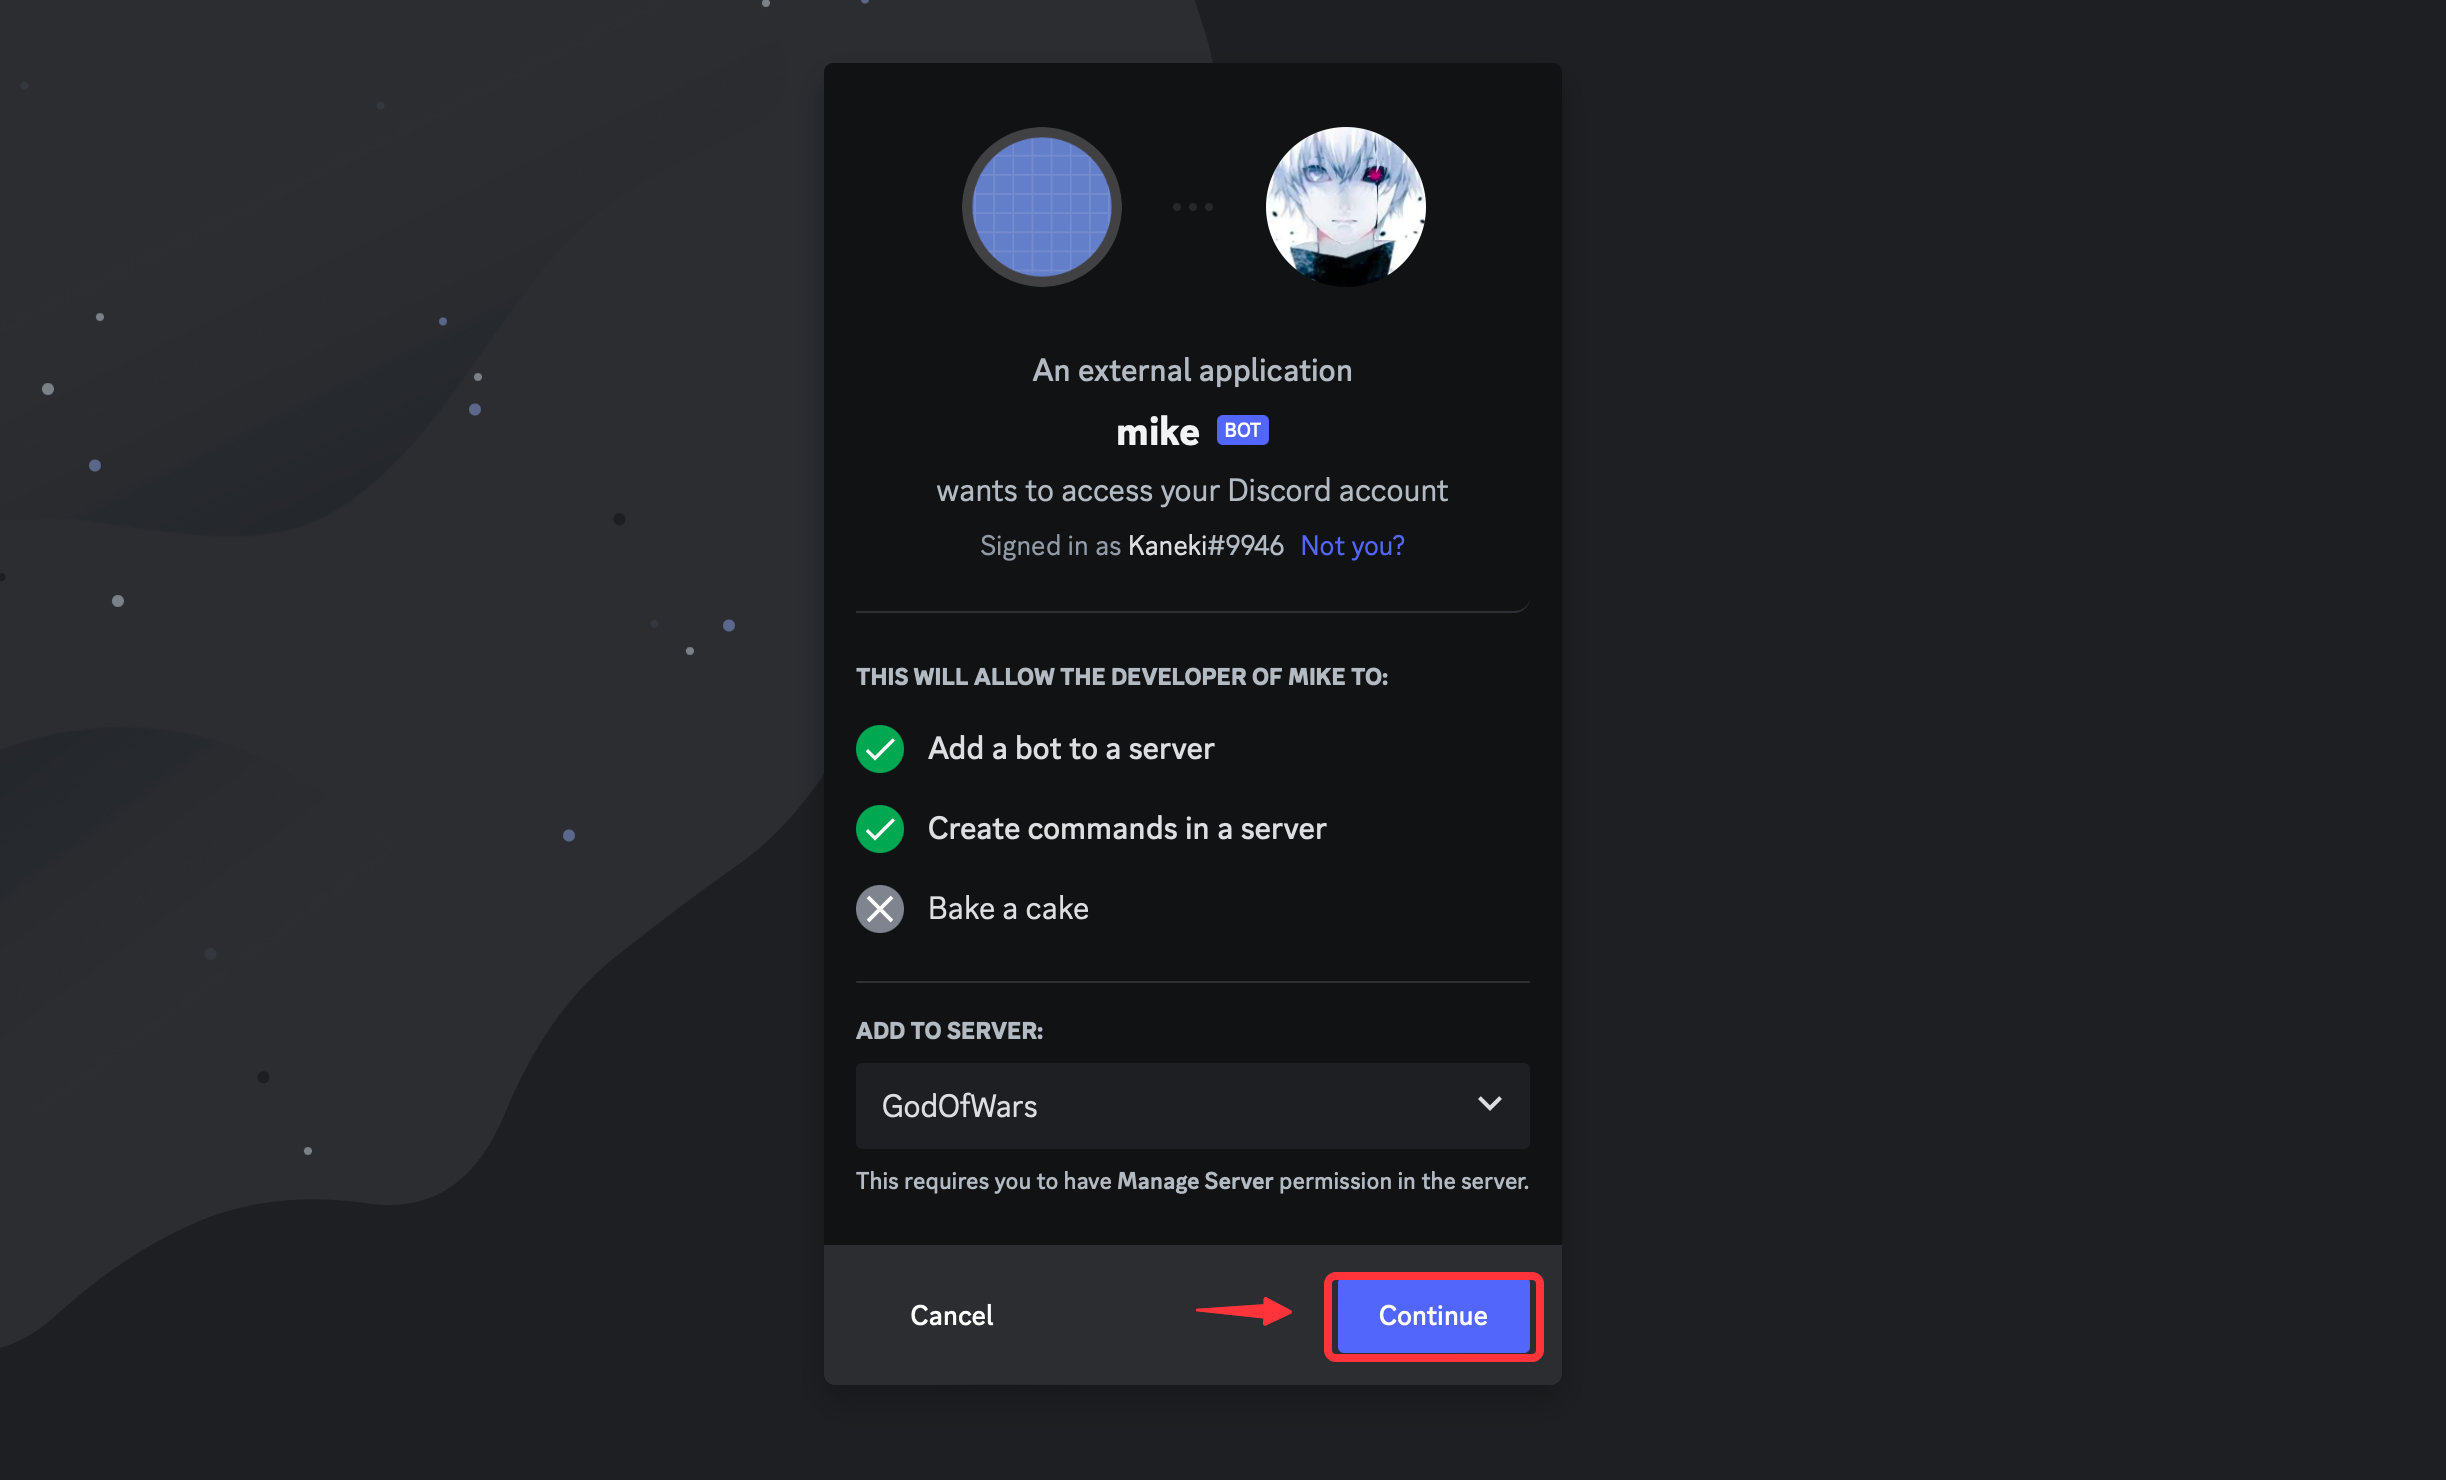 An external application
mike BOT
wants to access your Discord account
Signed in as Kaneki#9946 Not you?
THIS WILL ALLOW THE DEVELOPER OF MIKE TO:
Add a bot to a server
Create commands in a server
Bake a cake
ADD TO SERVER:
GodOfWars
This requires you to have Manage Server permission in the server.
Cancel
Continue